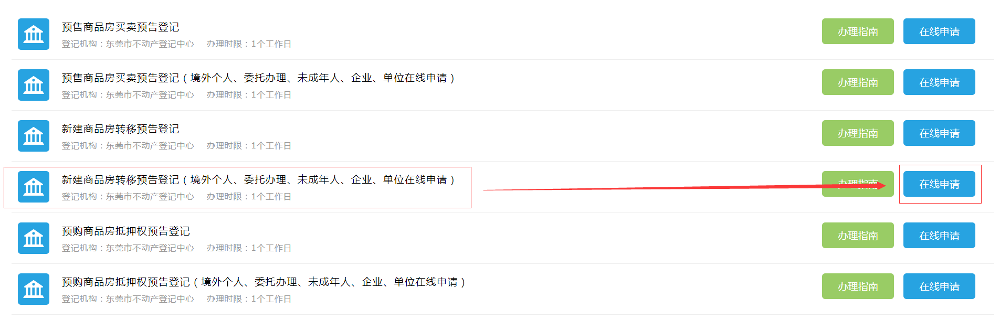 预售商品房买卖预告登记
登记机构：东莞市不动产登记中心 办理时限：1个工作日
办理指南
在线申请
预售商品房买卖预告登记（境外个人、委托办理、未成年人、企业、单位在线申请）
登记机构：东莞市不动产登记中心 办理时限：1个工作日
办理指南
在线申请
新建商品房转移预告登记
登记机构：东莞市不动产登记中心 办理时限：1个工作日
办理指南
在线申请
新建商品房转移预告登记（境外个人、委托办理、未成年人、企业、单位在线申请）
登记机构：东莞市不动产登记中心 办理时限：1个工作日
办理指南
在线申请
预购商品房抵押权预告登记
登记机构：东莞市不动产登记中心 办理时限：1个工作日
办理指南
在线申请
预购商品房抵押权预告登记（境外个人、委托办理、未成年人、企业、单位在线申请）
登记机构：东莞市不动产登记中心 办理时限：1个工作日
办理指南
在线申请